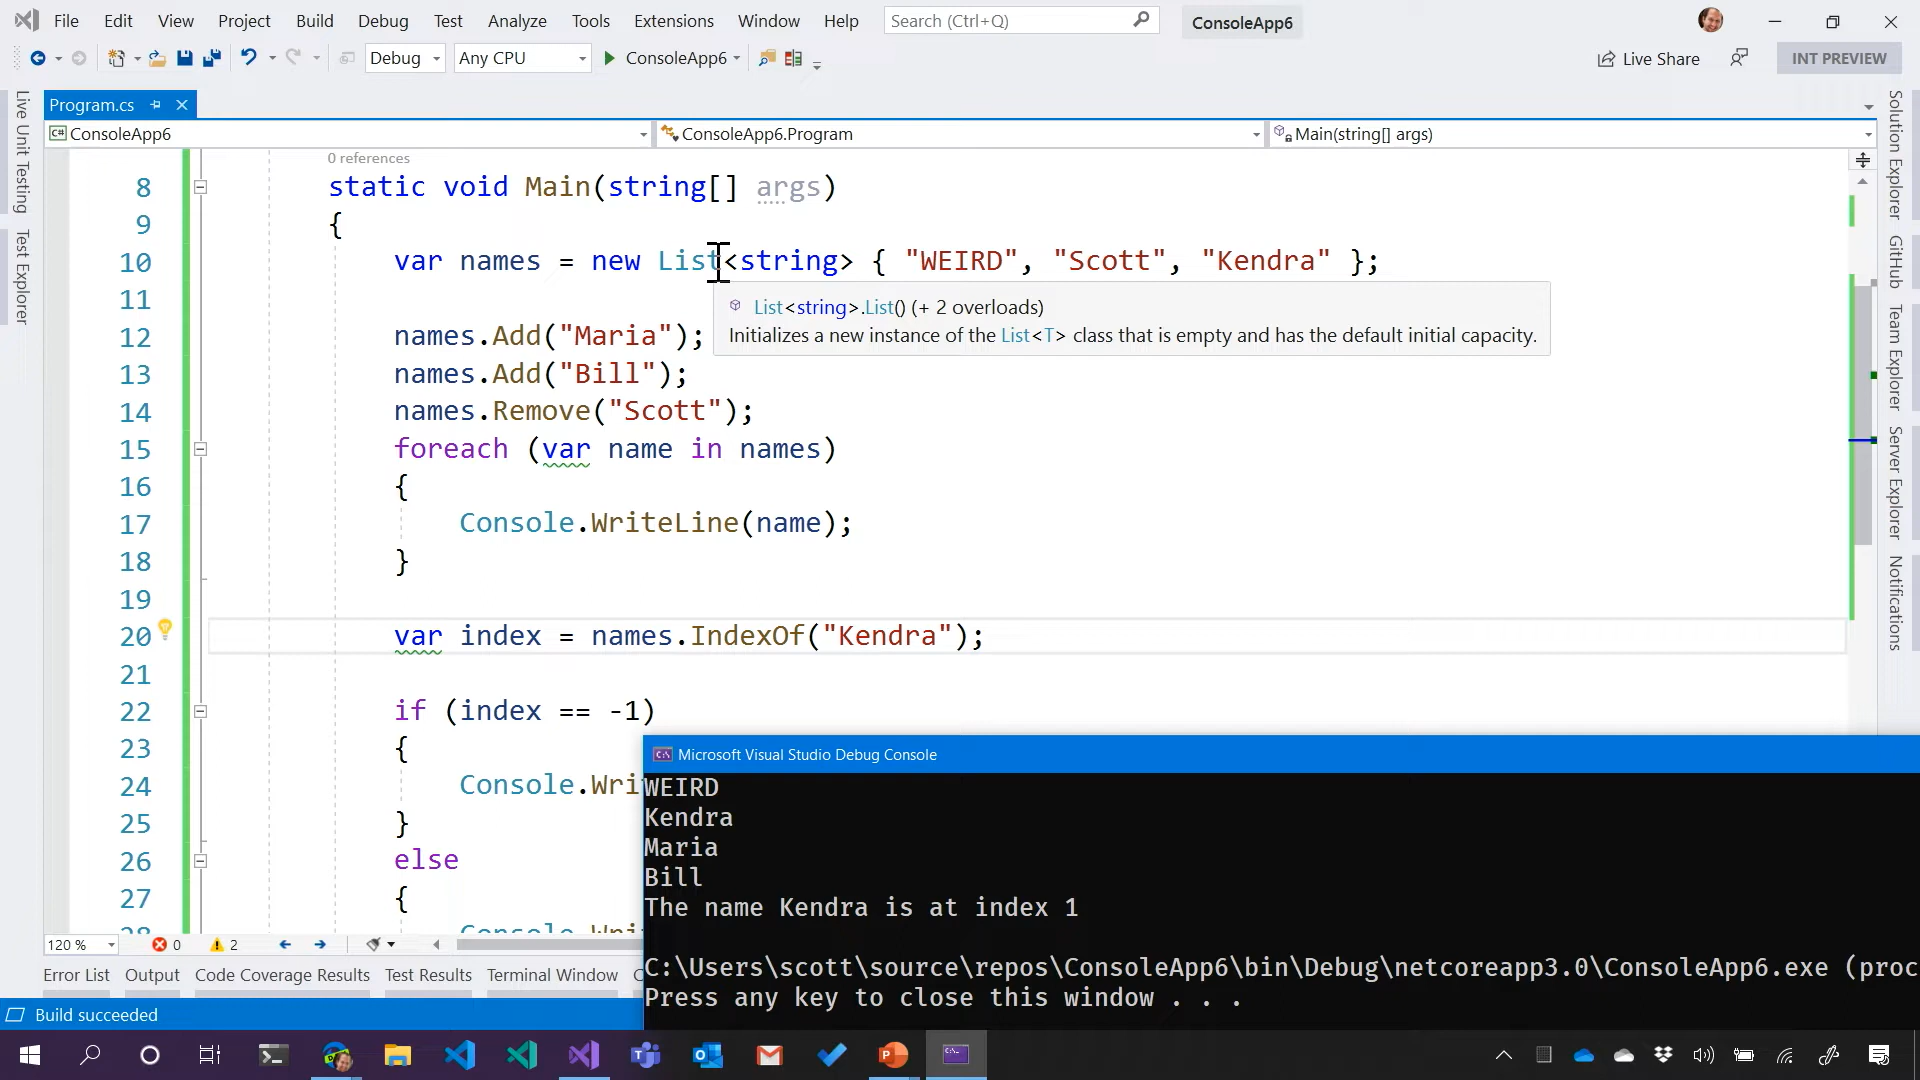 File Edit View Project Build Debug Test Analyze Tools Extensions Window Help Search (Ctrl+Q) ConsoleApp6
Debug Any CPU ConsoleApp6 Live Share INT PREVIEW
Program.cs
C# ConsoleApp6 ConsoleApp6.Program Main(string[] args)
Live Unit Testing
Test Explorer
0 references
8 static void Main(string[] args)
9 {
10 var names = new List<string> { "WEIRD", "Scott", "Kendra" };
List<string>.List() (+ 2 overloads)
Initializes a new instance of the List<T> class that is empty and has the default initial capacity.
11
12 names.Add("Maria");
13 names.Add("Bill");
14 names.Remove("Scott");
15 foreach (var name in names)
16 {
17 Console.WriteLine(name);
18 }
19
20 var index = names.IndexOf("Kendra");
21
22 if (index == -1)
23 {
24 Console.Wri
25 }
26 else
27 {
28 Console.Wri
Solution Explorer
GitHub
Team Explorer
Server Explorer
Notifications
120 % 0 2
Error List Output Code Coverage Results Test Results Terminal Window C
Build succeeded
Microsoft Visual Studio Debug Console
WEIRD
Kendra
Maria
Bill
The name Kendra is at index 1
C:\Users\scott\source\repos\ConsoleApp6\bin\Debug\netcoreapp3.0\ConsoleApp6.exe (proc
Press any key to close this window . . .